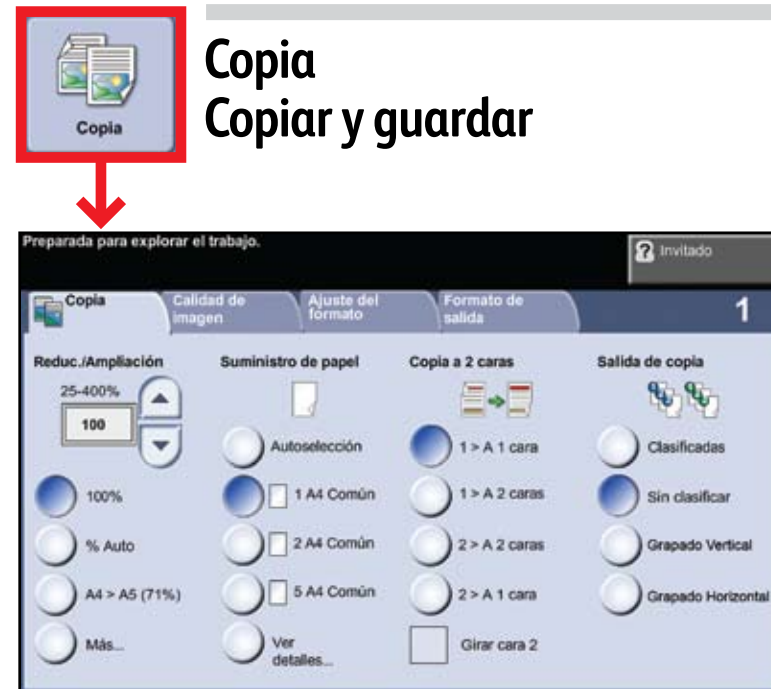 Copia
Copia
Copiar y guardar
Preparada para explorar el trabajo.
Invitado
Copia
Calidad de
imagen
Ajuste del
formato
Formato de
salida
1
Reduc./Ampliación
25-400%
100
100%
% Auto
A4 > A5 (71%)
Más...
Suministro de papel
Autoselección
1 A4 Común
2 A4 Común
5 A4 Común
Ver
detalles...
Copia a 2 caras
1 > A 1 cara
1 > A 2 caras
2 > A 2 caras
2 > A 1 cara
Girar cara 2
Salida de copia
Clasificadas
Sin clasificar
Grapado Vertical
Grapado Horizontal